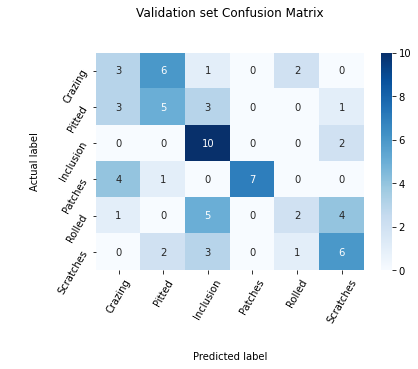 Validation set Confusion Matrix
Actual label
Crazing 3 6 1 0 2 0
Pitted 3 5 3 0 0 1
Inclusion 0 0 10 0 0 2
Patches 4 1 0 7 0 0
Rolled 1 0 5 0 2 4
Scratches 0 2 3 0 1 6
Crazing Pitted Inclusion Patches Rolled Scratches
Predicted label
10
8
6
4
2
0